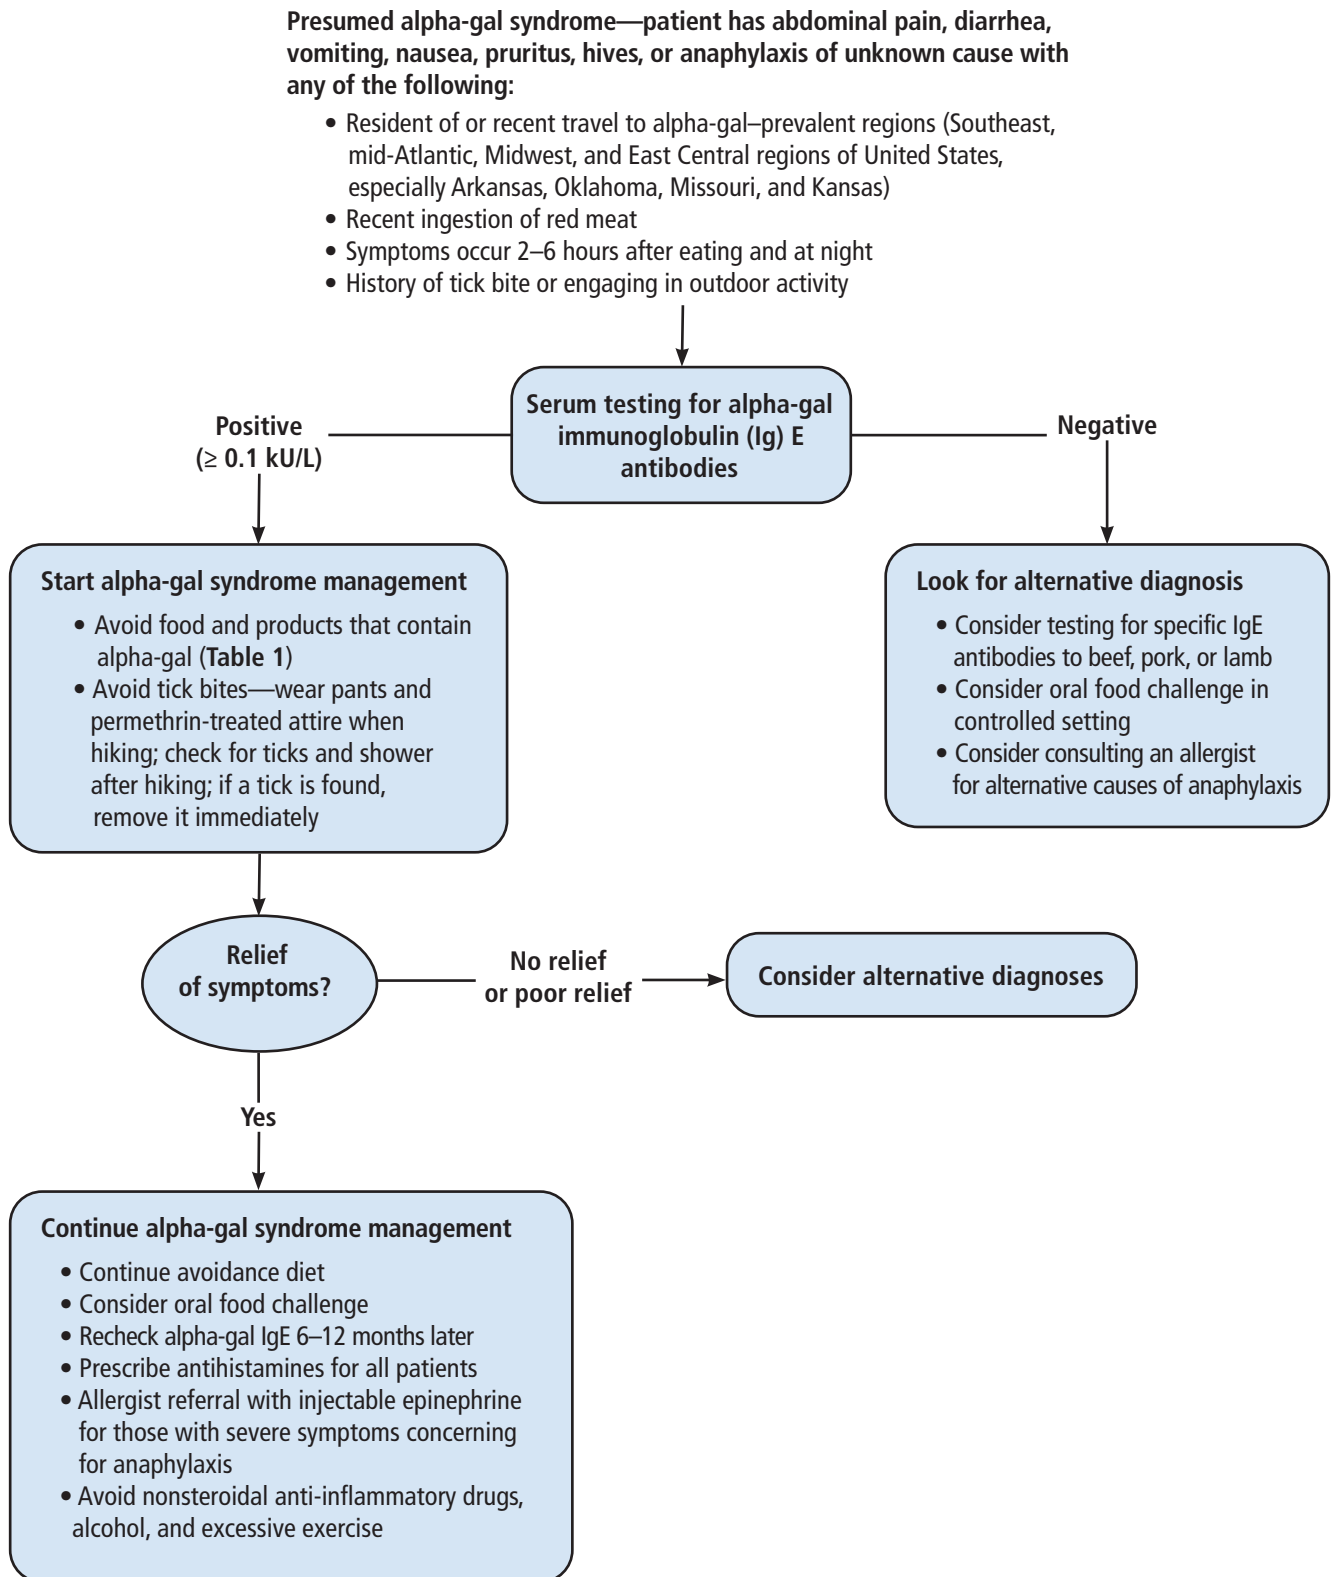 Presumed alpha-gal syndrome—patient has abdominal pain, diarrhea,
vomiting, nausea, pruritus, hives, or anaphylaxis of unknown cause with
any of the following:
• Resident of or recent travel to alpha-gal–prevalent regions (Southeast,
mid-Atlantic, Midwest, and East Central regions of United States,
especially Arkansas, Oklahoma, Missouri, and Kansas)
• Recent ingestion of red meat
• Symptoms occur 2–6 hours after eating and at night
• History of tick bite or engaging in outdoor activity
Serum testing for alpha-gal
immunoglobulin (Ig) E
antibodies
Positive
(≥ 0.1 kU/L)
Negative
Start alpha-gal syndrome management
• Avoid food and products that contain
alpha-gal (Table 1)
• Avoid tick bites—wear pants and
permethrin-treated attire when
hiking; check for ticks and shower
after hiking; if a tick is found,
remove it immediately
Look for alternative diagnosis
• Consider testing for specific IgE
antibodies to beef, pork, or lamb
• Consider oral food challenge in
controlled setting
• Consider consulting an allergist
for alternative causes of anaphylaxis
Relief
of symptoms?
No relief
or poor relief
Consider alternative diagnoses
Yes
Continue alpha-gal syndrome management
• Continue avoidance diet
• Consider oral food challenge
• Recheck alpha-gal IgE 6–12 months later
• Prescribe antihistamines for all patients
• Allergist referral with injectable epinephrine
for those with severe symptoms concerning
for anaphylaxis
• Avoid nonsteroidal anti-inflammatory drugs,
alcohol, and excessive exercise